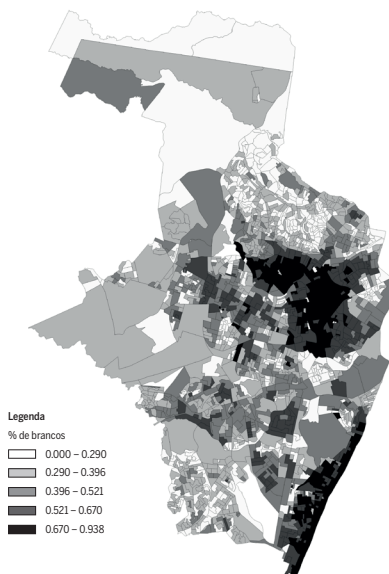 Legenda
% de brancos
0.000 – 0.290
0.290 – 0.396
0.396 – 0.521
0.521 – 0.670
0.670 – 0.938